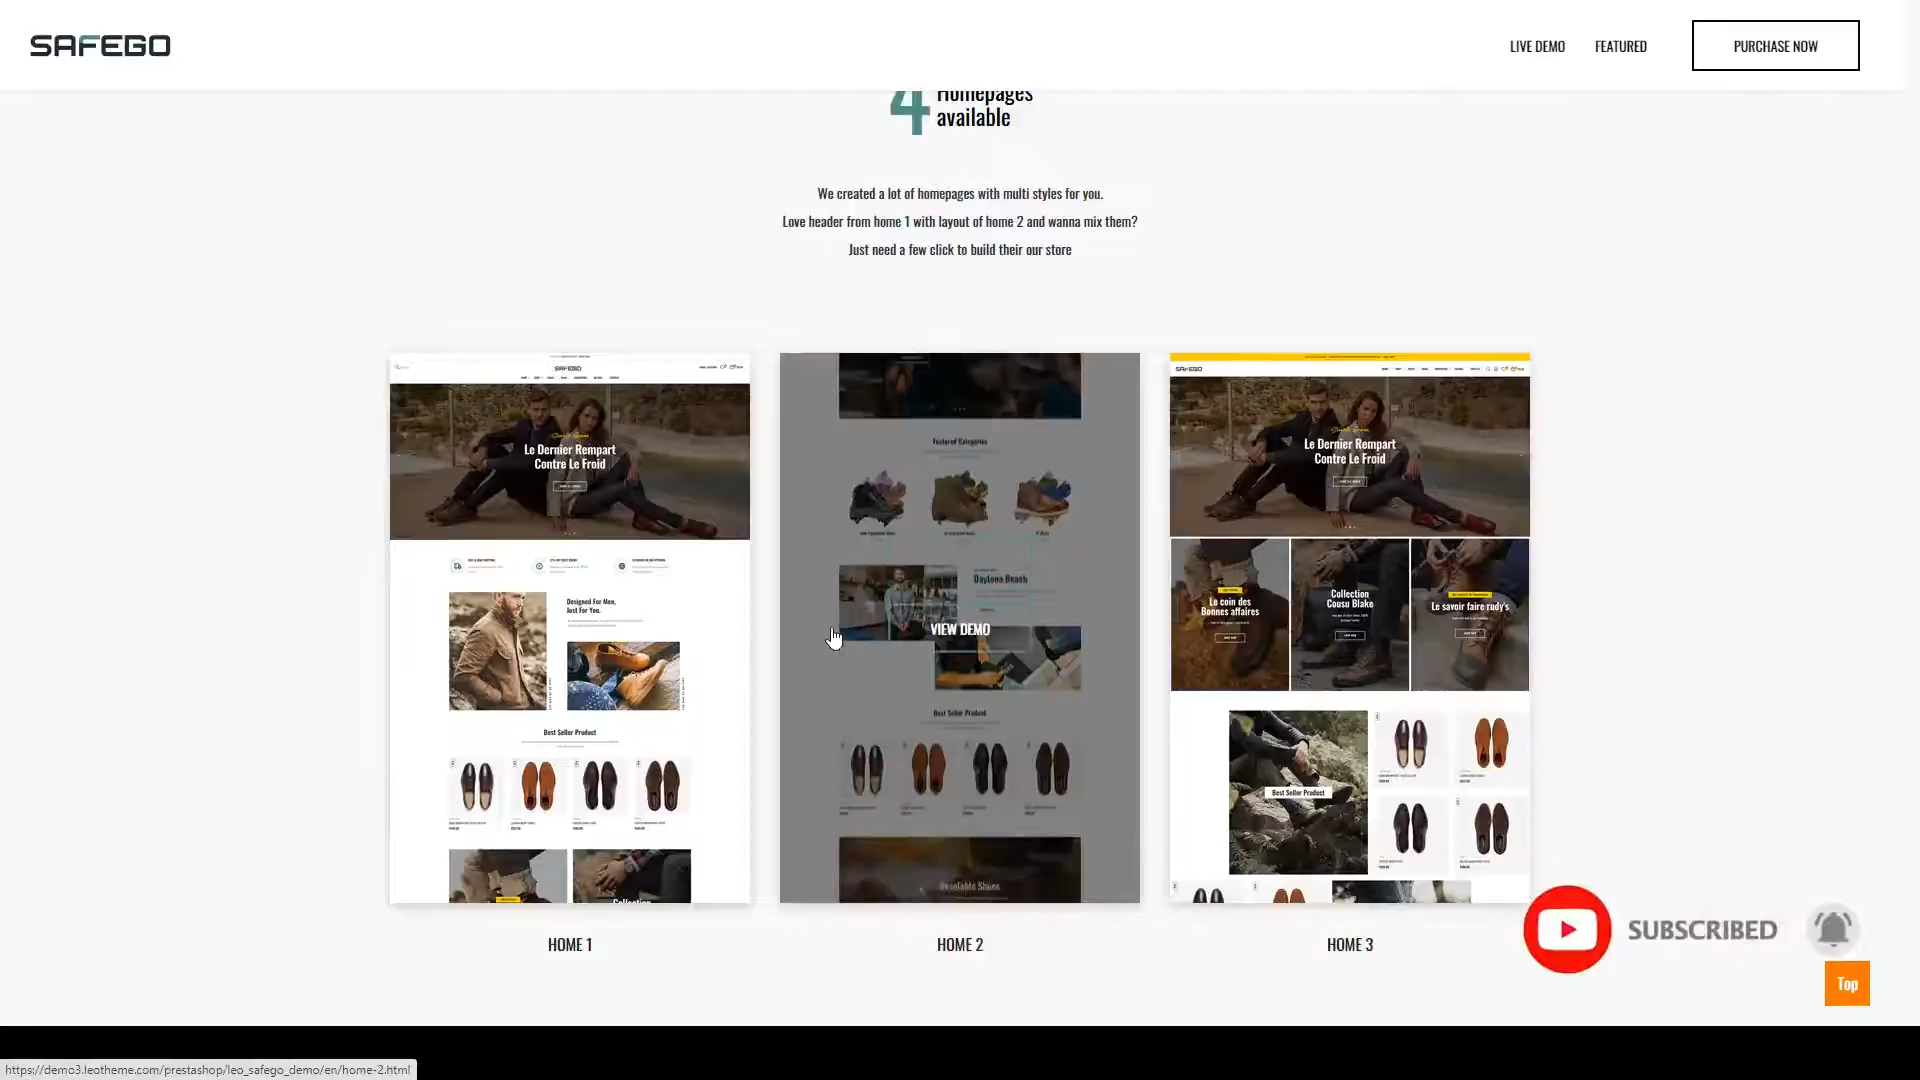 SAFEGO
LIVE DEMO
FEATURED
PURCHASE NOW
4 Homepages
available
We created a lot of homepages with multi styles for you.
Love header from home 1 with layout of home 2 and wanna mix them?
Just need a few click to build their our store
SAFEGO
Le Dernier Rempart
Contre Le Froid
Designed For Men,
Just For You.
Best Seller Product
Collection
Featured Categories
Daytona Beach
VIEW DEMO
Best Seller Product
SAFEGO
Le Dernier Rempart
Contre Le Froid
Le coin des
Bonnes affaires
Collection
Cousu Blake
Le savoir faire rudy's
Best Seller Product
HOME 1
HOME 2
HOME 3
SUBSCRIBED
Top
https://demo3.leotheme.com/prestashop/leo_safego_demo/en/home-2.html